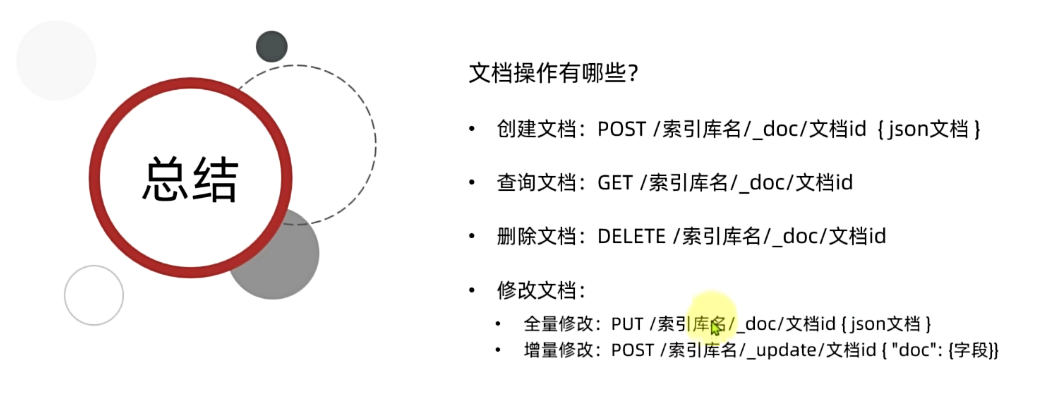 总结
文档操作有哪些?
• 创建文档：POST /索引库名/_doc/文档id { json文档 }
• 查询文档：GET /索引库名/_doc/文档id
• 删除文档：DELETE /索引库名/_doc/文档id
• 修改文档：
• 全量修改：PUT /索引库名/_doc/文档id { json文档 }
• 增量修改：POST /索引库名/_update/文档id { "doc": {字段}}